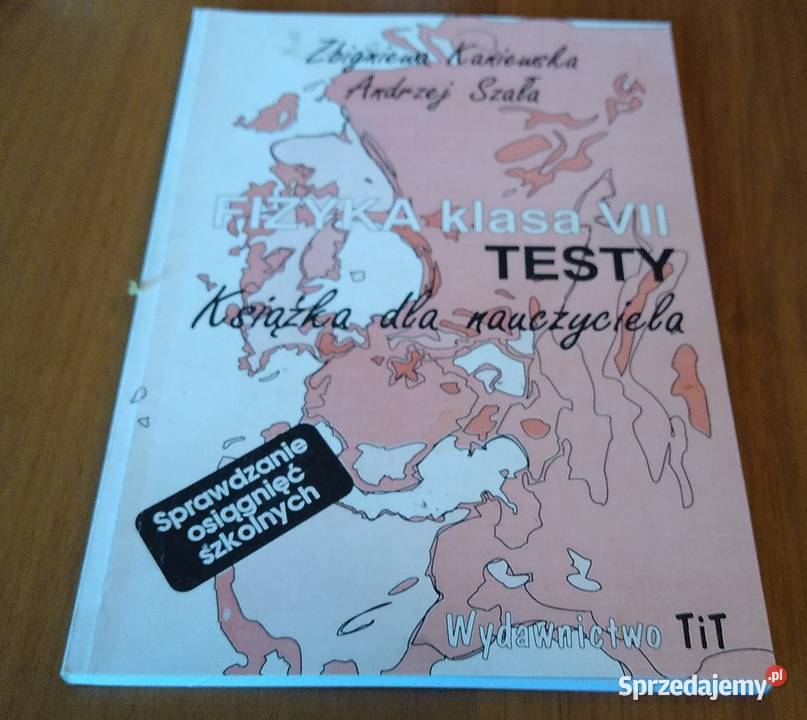 Zbigniewa Kaniewska
Andrzej Szała
FIZYKA klasa VII
TESTY
Książka dla nauczyciela
Sprawdzanie
osiągnięć
szkolnych
Wydawnictwo TiT
Sprzedajemy.pl